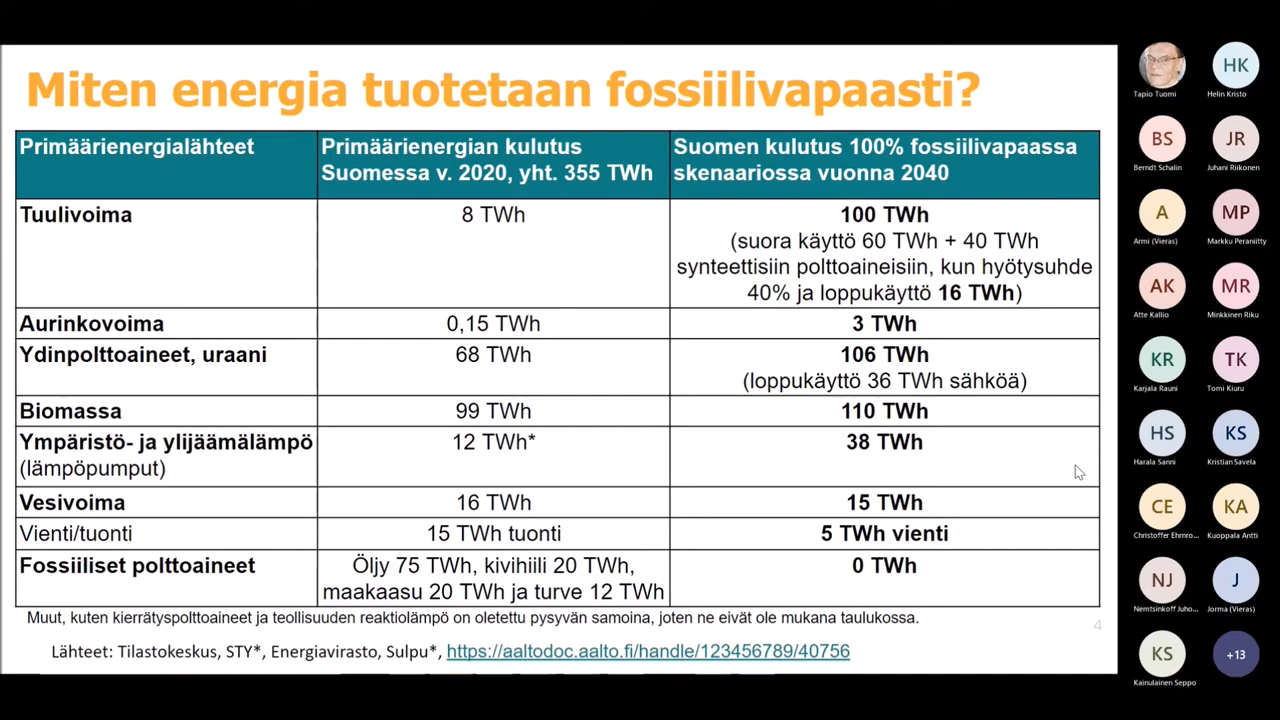 Miten energia tuotetaan fossiilivapaasti?
Primäärienergialähteet
Primäärienergian kulutus
Suomessa v. 2020, yht. 355 TWh
Suomen kulutus 100% fossiilivapaassa
skenaariossa vuonna 2040
Tuulivoima
8 TWh
100 TWh
(suora käyttö 60 TWh + 40 TWh
synteettisiin polttoaineisiin, kun hyötysuhde
40% ja loppukäyttö 16 TWh)
Aurinkovoima
0,15 TWh
3 TWh
Ydinpolttoaineet, uraani
68 TWh
106 TWh
(loppukäyttö 36 TWh sähköä)
Biomassa
99 TWh
110 TWh
Ympäristö- ja ylijäämälämpö
(lämpöpumput)
12 TWh*
38 TWh
Vesivoima
16 TWh
15 TWh
Vienti/tuonti
15 TWh tuonti
5 TWh vienti
Fossiiliset polttoaineet
Öljy 75 TWh, kivihiili 20 TWh,
maakaasu 20 TWh ja turve 12 TWh
0 TWh
Muut, kuten kierrätyspolttoaineet ja teollisuuden reaktiolämpö on oletettu pysyvän samoina, joten ne eivät ole mukana taulukossa.
4
Lähteet: Tilastokeskus, STY*, Energiavirasto, Sulpu*, https://aaltodoc.aalto.fi/handle/123456789/40756
Tapio Tuomi
HK
Helin Kristo
BS
Berndt Schalin
JR
Juhani Riikonen
A
Armi (Vieras)
MP
Markku Peraniitty
AK
Atte Kallio
MR
Minkkinen Riku
KR
Karjala Rauni
TK
Tomi Kiuru
HS
Harala Sanni
KS
Kristian Savela
CE
Christoffer Ehrnro...
KA
Kuoppala Antti
NJ
Nemtsinkoff Juho...
J
Jorma (Vieras)
KS
Kainulainen Seppo
+13